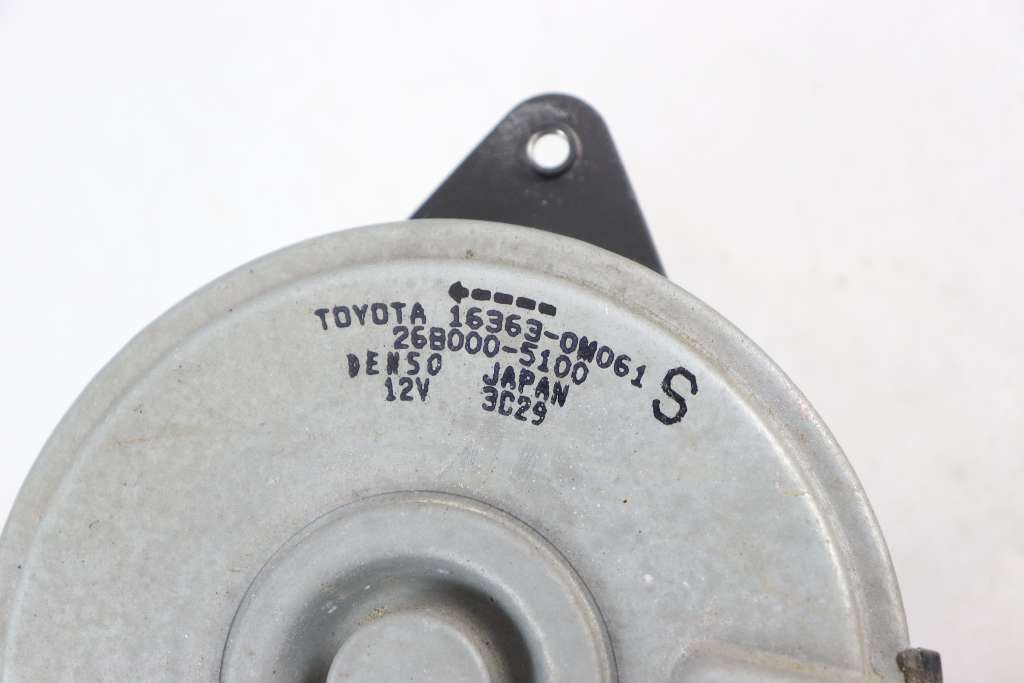 TOYOTA 16363-0M061
268000-5100
DENSO JAPAN
12V 3C29
S